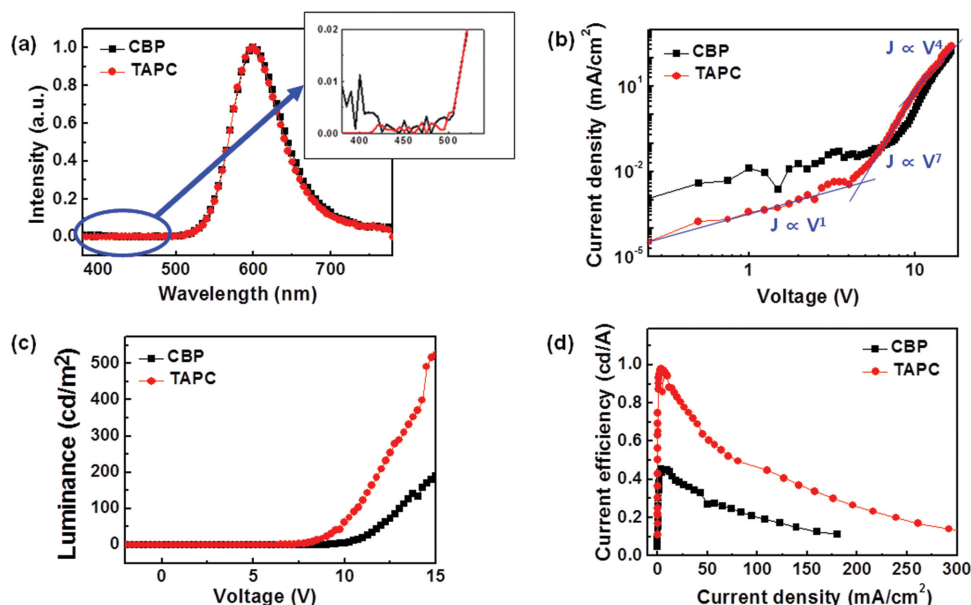 (a)
CBP
TAPC
Intensity (a.u.)
1.0
0.8
0.6
0.4
0.2
0.0
400 500 600 700
Wavelength (nm)
0.02
0.01
0.00
400 450 500
(b)
CBP
TAPC
J ∝ V⁴
J ∝ V⁷
J ∝ V¹
Current density (mA/cm²)
10¹
10⁻²
10⁻⁵
1 10
Voltage (V)
(c)
CBP
TAPC
Luminance (cd/m2)
500
400
300
200
100
0
0 5 10 15
Voltage (V)
(d)
CBP
TAPC
Current efficiency (cd/A)
1.0
0.8
0.6
0.4
0.2
0.0
0 50 100 150 200 250 300
Current density (mA/cm²)